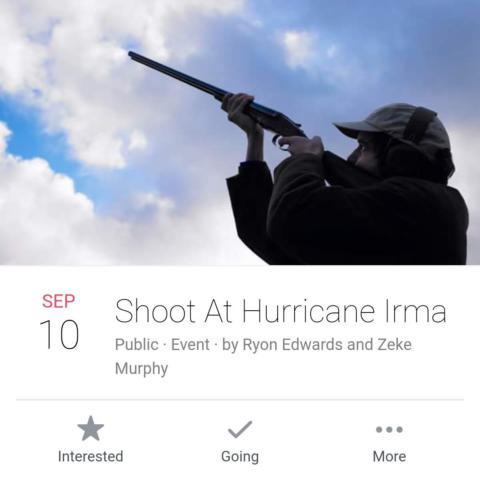 SEP
10
Shoot At Hurricane Irma
Public · Event · by Ryon Edwards and Zeke
Murphy
Interested
Going
More